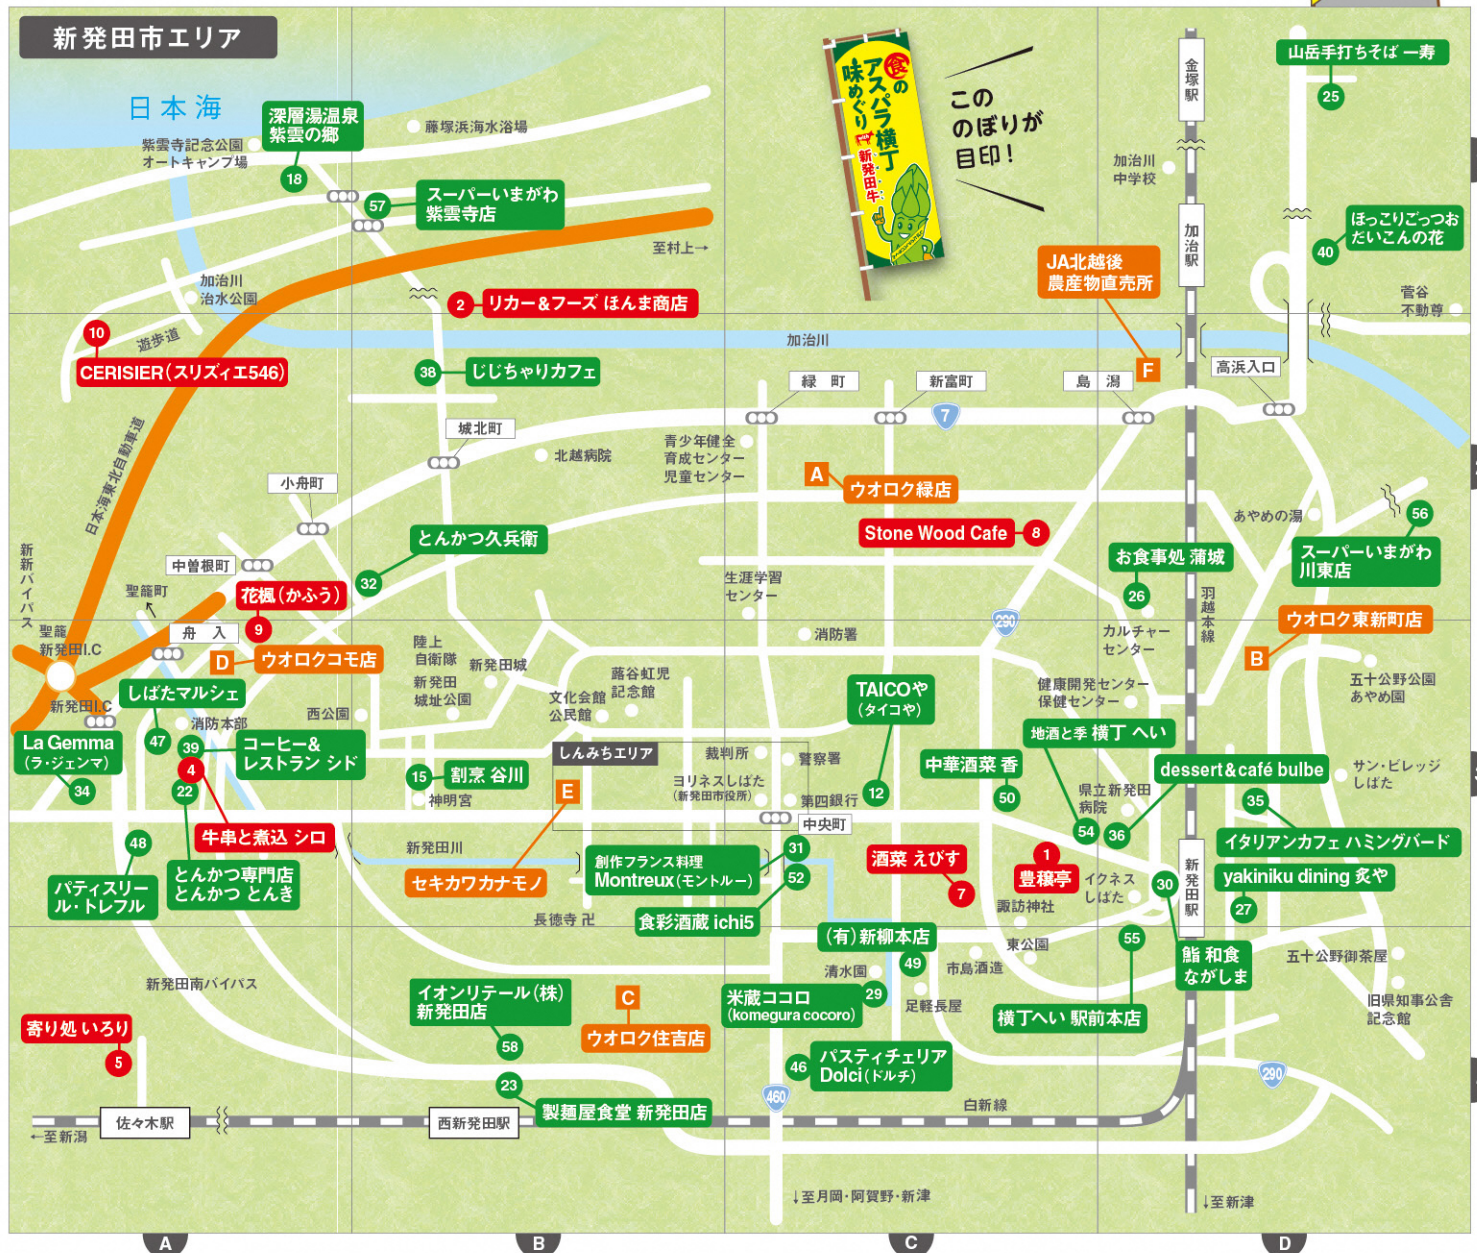 新発田市エリア
日本海
深層湯温泉
紫雲の郷
18
紫雲寺記念公園
オートキャンプ場
藤塚浜海水浴場
57
スーパーいまがわ
紫雲寺店
至村上→
加治川
治水公園
2
リカー&フーズ ほんま商店
10
遊歩道
CERISIER(スリズィエ546)
食のアスパラ横丁
味めぐり
with
新発田牛
この
のぼりが
目印!
金塚駅
山岳手打ちそば 一寿
25
加治川
中学校
加治駅
ほっこりごっつお
だいこんの花
40
JA北越後
農産物直売所
菅谷
不動尊
加治川
F
38
じじちゃりカフェ
緑 町
新富町
島 潟
高浜入口
7
日本海東北自動車道
城北町
北越病院
青少年健全
育成センター
児童センター
A
ウオロク緑店
小舟町
Stone Wood Cafe
8
あやめの湯
56
スーパーいまがわ
川東店
とんかつ久兵衛
32
お食事処 蒲城
26
新新バイパス
中曽根町
聖籠町
花楓(かふう)
9
生涯学習
センター
羽越本線
290
ウオロク東新町店
B
聖籠
新発田I.C
舟 入
D
ウオロクコモ店
陸上
自衛隊
新発田城
新発田
城址公園
消防署
カルチャー
センター
五十公野公園
あやめ園
しばたマルシェ
新発田I.C
47
消防本部
西公園
文化会館
公民館
蕗谷虹児
記念館
TAICOや
(タイコや)
12
健康開発センター
保健センター
地酒と季 横丁 へい
La Gemma
(ラ・ジェンマ)
34
39
コーヒー&
レストラン シド
4
22
しんみちエリア
裁判所
警察署
ヨリネスしばた
(新発田市役所)
第四銀行
15
割烹 谷川
神明宮
E
中華酒菜 香
50
dessert&café bulbe
サン・ビレッジ
しばた
県立新発田
病院
54
36
35
中央町
牛串と煮込 シロ
48
パティスリー
ル・トレフル
とんかつ専門店
とんかつ とんき
新発田川
セキカワカナモノ
創作フランス料理
Montreux(モントルー)
31
52
食彩酒蔵 ichi5
酒菜 えびす
7
1
豊穣亭
イクネス
しばた
30
新発田駅
イタリアンカフェ ハミングバード
yakiniku dining 炙や
27
諏訪神社
長徳寺 卍
(有)新柳本店
49
東公園
市島酒造
55
鮨 和食
ながしま
五十公野御茶屋
新発田南バイパス
イオンリテール(株)
新発田店
58
C
ウオロク住吉店
清水園
29
米蔵ココロ
(komegura cocoro)
足軽長屋
横丁へい 駅前本店
旧県知事公舎
記念館
寄り処 いろり
5
46
パスティチェリア
Dolci(ドルチ)
290
460
23
製麺屋食堂 新発田店
佐々木駅
西新発田駅
白新線
←至新潟
↓至月岡・阿賀野・新津
↓至新津
A
B
C
D